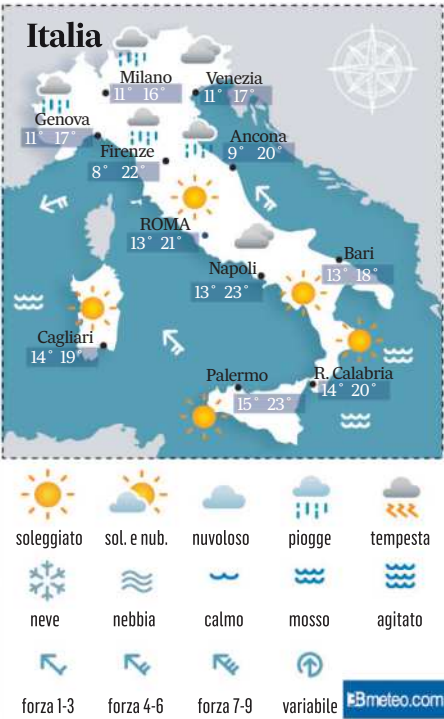 Italia
Milano
11° 16°
Venezia
11° 17°
Genova
11° 17°
Firenze
8° 22°
Ancona
9° 20°
ROMA
13° 21°
Napoli
13° 23°
Bari
13° 18°
Cagliari
14° 19°
Palermo
15° 23°
R. Calabria
14° 20°
soleggiato sol. e nub. nuvoloso piogge tempesta
neve nebbia calmo mosso agitato
forza 1-3 forza 4-6 forza 7-9 variabile
3Bmeteo.com